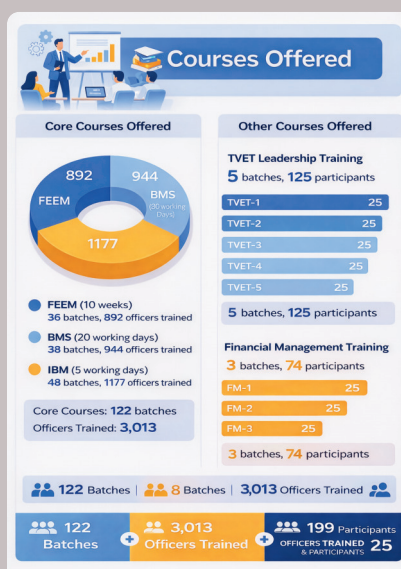 Courses Offered
Core Courses Offered
892
944
FEEM
BMS
(36 working
Days)
1177
FEEM (10 weeks)
36 batches, 892 officers trained
BMS (20 working days)
38 batches, 944 officers trained
IBM (5 working days)
48 batches, 1177 officers trained
Core Courses: 122 batches
Officers Trained: 3,013
Other Courses Offered
TVET Leadership Training
5 batches, 125 participants
TVET-1 25
TVET-2 25
TVET-3 25
TVET-4 25
TVET-5 25
5 batches, 125 participants
Financial Management Training
3 batches, 74 participants
FM-1 25
FM-2 25
FM-3 25
3 batches, 74 participants
122 Batches | 8 Batches | 3,013 Officers Trained
122
Batches
+
3,013
Officers Trained
+
199 Participants
OFFICERS TRAINED
& PARTICIPANTS 25